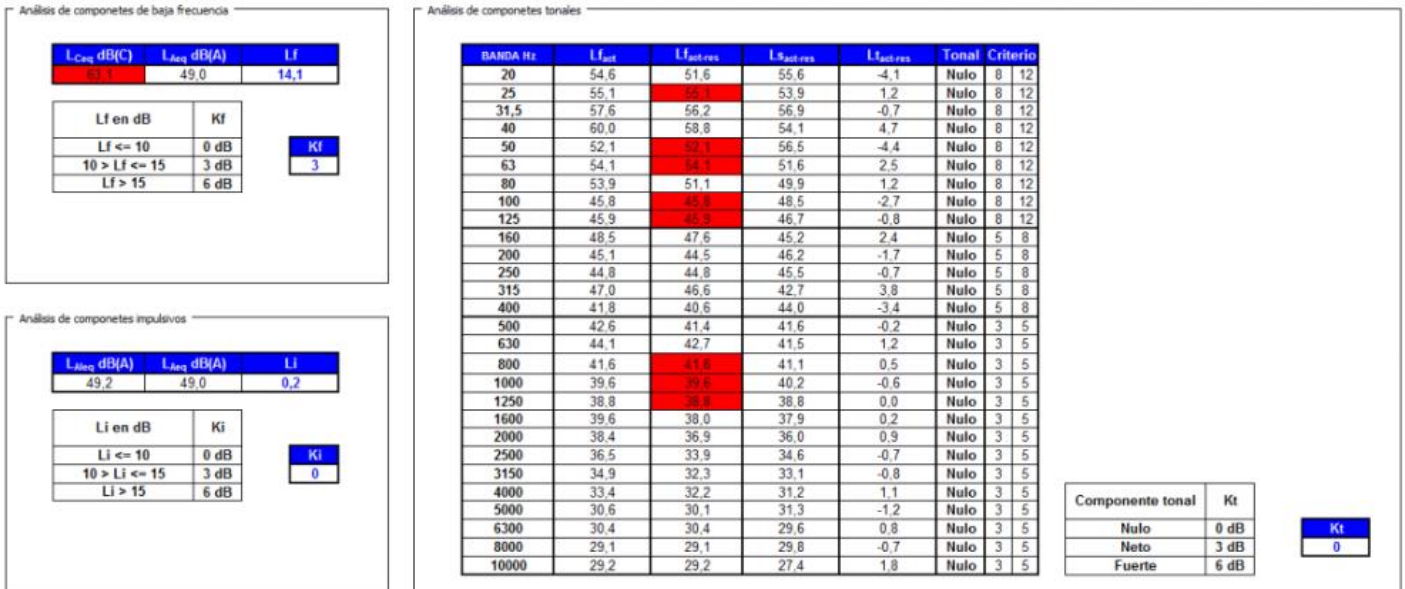 Análisis de componetes de baja frecuencia
LCeq dB(C) LAeq dB(A) Lf
63,1 49,0 14,1
Lf en dB Kf
Lf <= 10 0 dB
10 > Lf <= 15 3 dB
Lf > 15 6 dB
Kf
3
Análisis de componetes impulsivos
LAIeq dB(A) LAeq dB(A) Li
49,2 49,0 0,2
Li en dB Ki
Li <= 10 0 dB
10 > Li <= 15 3 dB
Li > 15 6 dB
Ki
0
Análisis de componetes tonales
BANDA Hz Lfact Lfact-res Lsact-res Ltact-res Tonal Criterio
20 54,6 51,6 55,6 -4,1 Nulo 8 12
25 55,1 55,1 53,9 1,2 Nulo 8 12
31,5 57,6 56,2 56,9 -0,7 Nulo 8 12
40 60,0 58,8 54,1 4,7 Nulo 8 12
50 52,1 52,1 56,5 -4,4 Nulo 8 12
63 54,1 54,1 51,6 2,5 Nulo 8 12
80 53,9 51,1 49,9 1,2 Nulo 8 12
100 45,8 45,8 48,5 -2,7 Nulo 8 12
125 45,9 45,9 46,7 -0,8 Nulo 8 12
160 48,5 47,6 45,2 2,4 Nulo 5 8
200 45,1 44,5 46,2 -1,7 Nulo 5 8
250 44,8 44,8 45,5 -0,7 Nulo 5 8
315 47,0 46,6 42,7 3,8 Nulo 5 8
400 41,8 40,6 44,0 -3,4 Nulo 5 8
500 42,6 41,4 41,6 -0,2 Nulo 3 5
630 44,1 42,7 41,5 1,2 Nulo 3 5
800 41,6 41,6 41,1 0,5 Nulo 3 5
1000 39,6 39,6 40,2 -0,6 Nulo 3 5
1250 38,8 38,8 38,8 0,0 Nulo 3 5
1600 39,6 38,0 37,9 0,2 Nulo 3 5
2000 38,4 36,9 36,0 0,9 Nulo 3 5
2500 36,5 33,9 34,6 -0,7 Nulo 3 5
3150 34,9 32,3 33,1 -0,8 Nulo 3 5
4000 33,4 32,2 31,2 1,1 Nulo 3 5
5000 30,6 30,1 31,3 -1,2 Nulo 3 5
6300 30,4 30,4 29,6 0,8 Nulo 3 5
8000 29,1 29,1 29,8 -0,7 Nulo 3 5
10000 29,2 29,2 27,4 1,8 Nulo 3 5
Componente tonal Kt
Nulo 0 dB
Neto 3 dB
Fuerte 6 dB
Kt
0